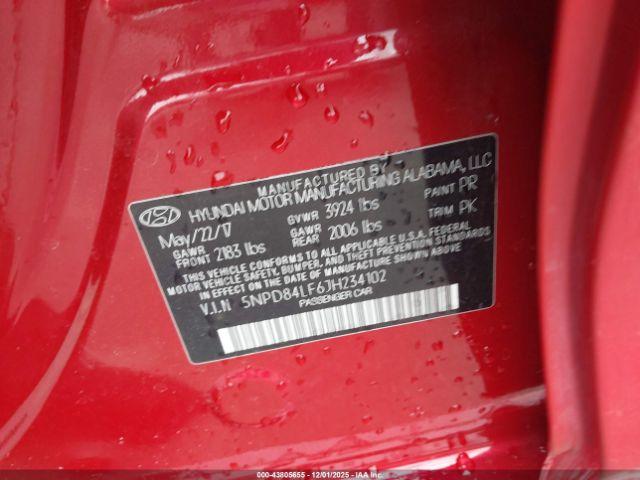 MANUFACTURED BY
HYUNDAI MOTOR MANUFACTURING ALABAMA, LLC
May/22/17 GVWR 3924 lbs PAINT PR
GAWR FRONT 2183 lbs GAWR REAR 2006 lbs TRIM PK
THIS VEHICLE CONFORMS TO ALL APPLICABLE U.S.A. FEDERAL
MOTOR VEHICLE SAFETY, BUMPER, AND THEFT PREVENTION STANDARDS
IN EFFECT ON THE DATE OF MANUFACTURE SHOWN ABOVE.
V.I.N 5NPD84LF6JH234102
PASSENGER CAR
000-43805655 * 12/01/2025 * IAAI.COM